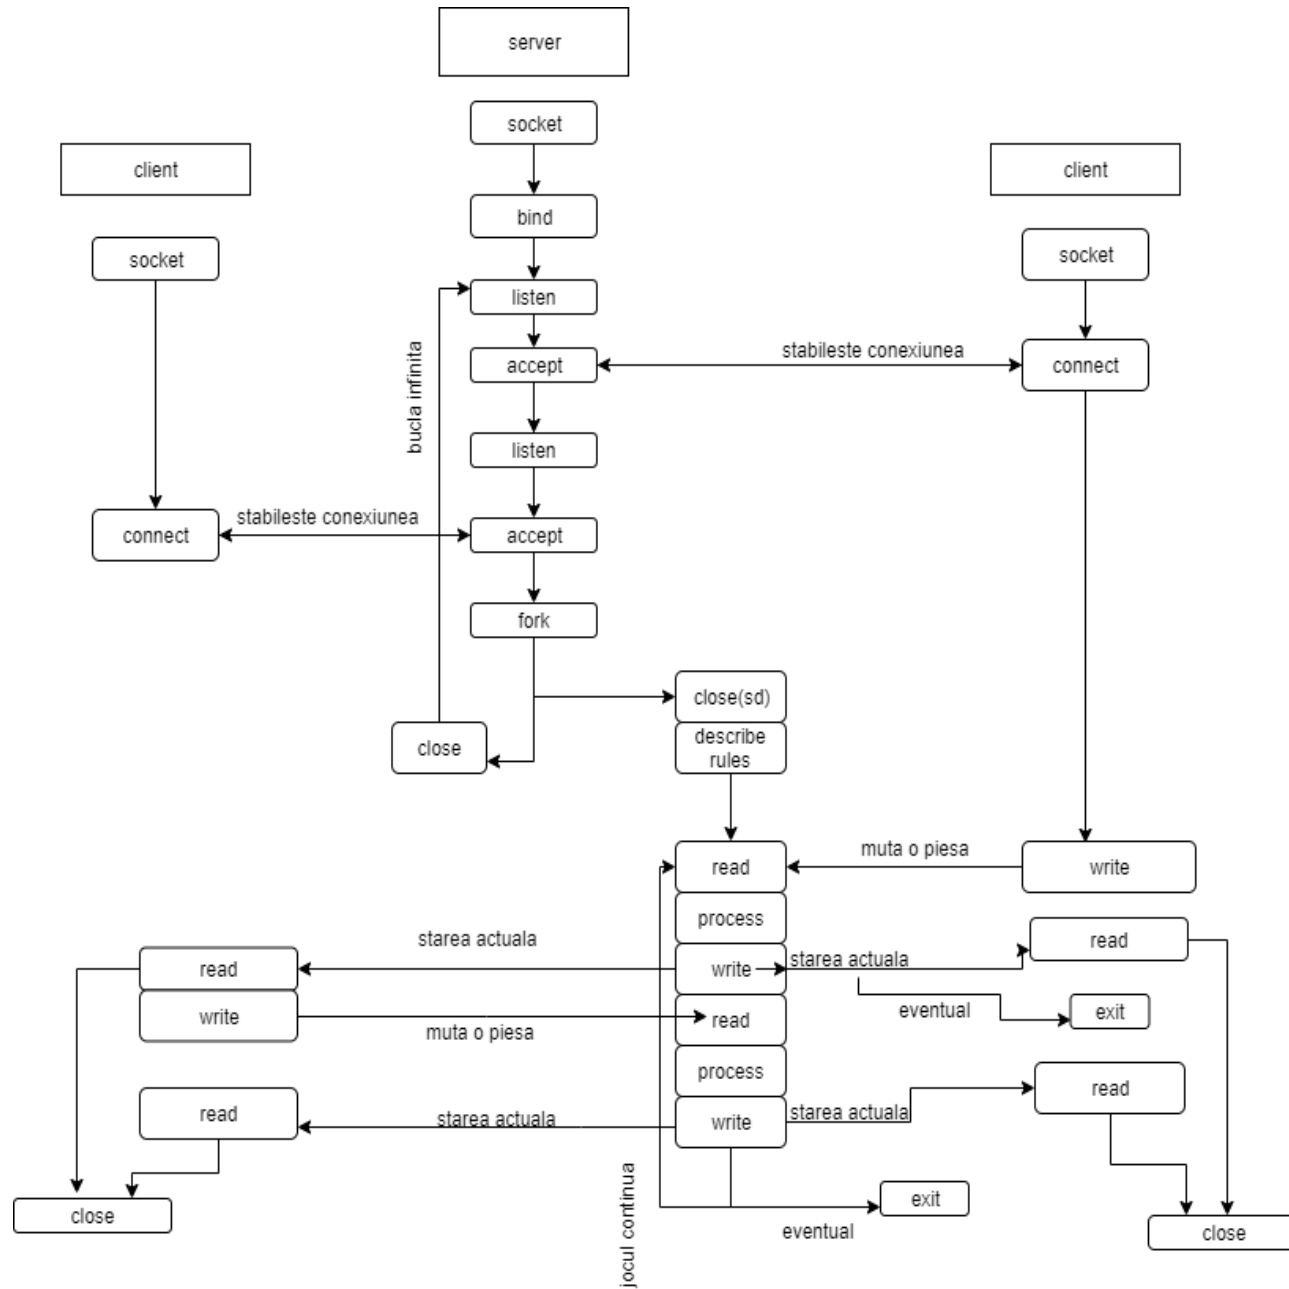 server
socket
client
client
bind
socket
socket
listen
stabileste conexiunea
accept
connect
bucla infinita
listen
stabileste conexiunea
connect
accept
fork
close(sd)
close
describe
rules
muta o piesa
read
write
process
starea actuala
read
read
write
starea actuala
write
read
eventual
exit
muta o piesa
process
read
read
starea actuala
write
starea actuala
jocul continua
exit
close
eventual
close